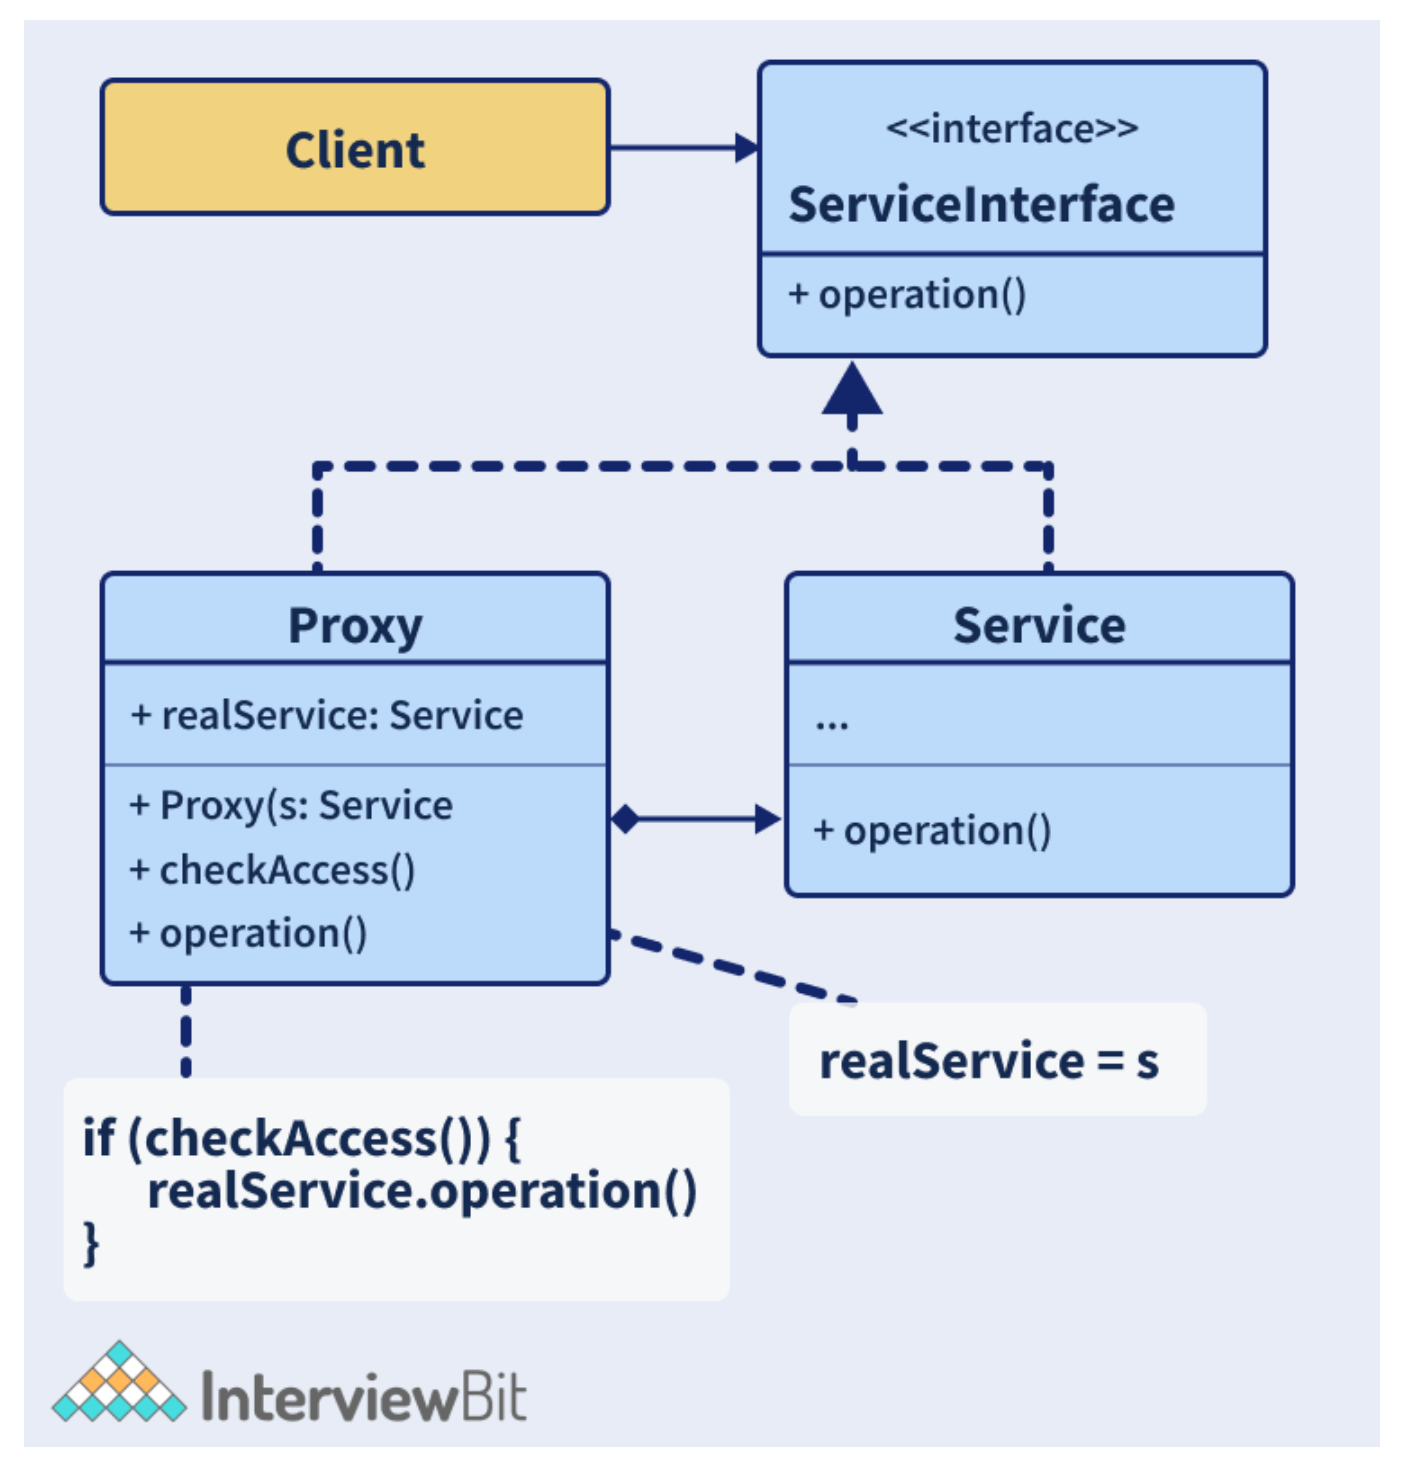 Client
<<interface>>
ServiceInterface
+ operation()
Proxy
+ realService: Service
+ Proxy(s: Service
+ checkAccess()
+ operation()
Service
...
+ operation()
realService = s
if (checkAccess()) {
realService.operation()
}
InterviewBit